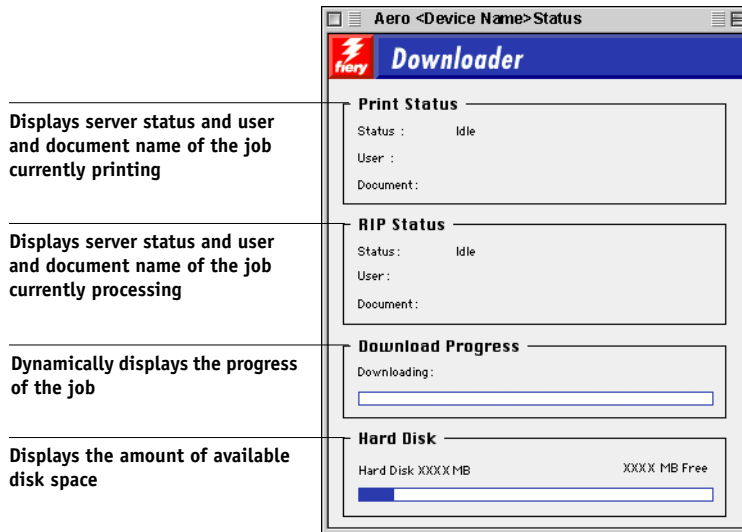 Aero <Device Name>Status
fiery
Downloader
Displays server status and user
and document name of the job
currently printing
Print Status
Status : Idle
User :
Document:
Displays server status and user
and document name of the job
currently processing
RIP Status
Status: Idle
User:
Document:
Dynamically displays the progress
of the job
Download Progress
Downloading:
Displays the amount of available
disk space
Hard Disk
Hard Disk XXXX MB
XXXX MB Free